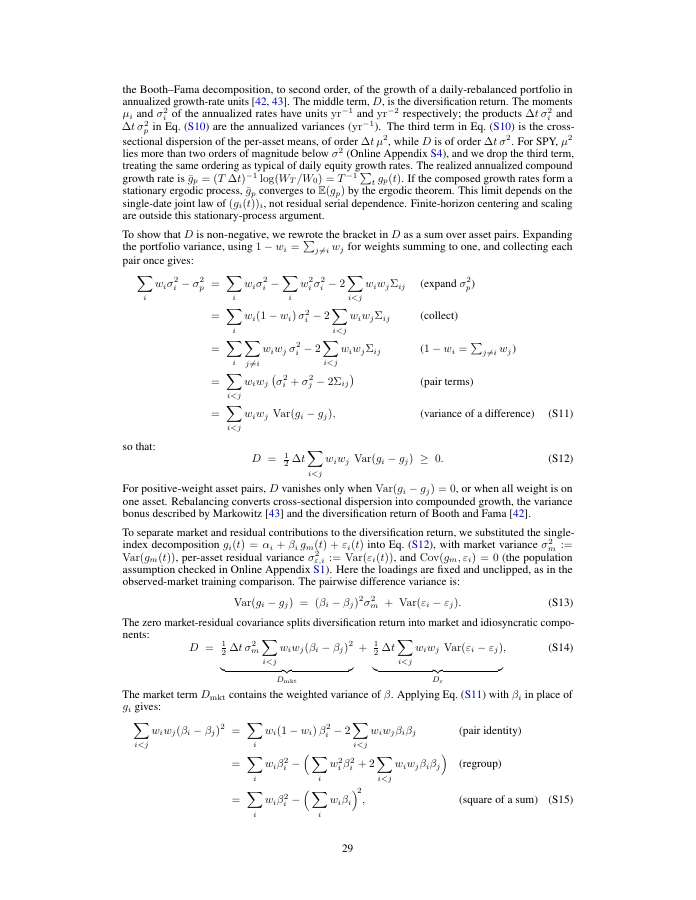 the Booth–Fama decomposition, to second order, of the growth of a daily-rebalanced portfolio in
annualized growth-rate units [42, 43]. The middle term, D, is the diversification return. The moments
μ_i and σ_i^2 of the annualized rates have units yr^{−1} and yr^{−2} respectively; the products Δt σ_i^2 and
Δt σ_p^2 in Eq. (S10) are the annualized variances (yr^{−1}). The third term in Eq. (S10) is the cross-
sectional dispersion of the per-asset means, of order Δt μ^2, while D is of order Δt σ^2. For SPY, μ^2
lies more than two orders of magnitude below σ^2 (Online Appendix S4), and we drop the third term,
treating the same ordering as typical of daily equity growth rates. The realized annualized compound
growth rate is ḡ_p = (T Δt)^{−1} log(W_T/W_0) = T^{−1} ∑_t g_p(t). If the composed growth rates form a
stationary ergodic process, ḡ_p converges to 𝔼(g_p) by the ergodic theorem. This limit depends on the
single-date joint law of (g_i(t))_i, not residual serial dependence. Finite-horizon centering and scaling
are outside this stationary-process argument.
To show that D is non-negative, we rewrote the bracket in D as a sum over asset pairs. Expanding
the portfolio variance, using 1 − w_i = ∑_{j≠i} w_j for weights summing to one, and collecting each
pair once gives:
∑_i w_i σ_i^2 − σ_p^2 = ∑_i w_i σ_i^2 − ∑_i w_i^2 σ_i^2 − 2 ∑_{i<j} w_i w_j Σ_{ij} (expand σ_p^2)
= ∑_i w_i(1 − w_i) σ_i^2 − 2 ∑_{i<j} w_i w_j Σ_{ij} (collect)
= ∑_i ∑_{j≠i} w_i w_j σ_i^2 − 2 ∑_{i<j} w_i w_j Σ_{ij} (1 − w_i = ∑_{j≠i} w_j)
= ∑_{i<j} w_i w_j (σ_i^2 + σ_j^2 − 2Σ_{ij}) (pair terms)
= ∑_{i<j} w_i w_j Var(g_i − g_j), (variance of a difference) (S11)
so that:
D = ½ Δt ∑_{i<j} w_i w_j Var(g_i − g_j) ≥ 0. (S12)
For positive-weight asset pairs, D vanishes only when Var(g_i − g_j) = 0, or when all weight is on
one asset. Rebalancing converts cross-sectional dispersion into compounded growth, the variance
bonus described by Markowitz [43] and the diversification return of Booth and Fama [42].
To separate market and residual contributions to the diversification return, we substituted the single-
index decomposition g_i(t) = α_i + β_i g_m(t) + ε_i(t) into Eq. (S12), with market variance σ_m^2 :=
Var(g_m(t)), per-asset residual variance σ_{ε,i}^2 := Var(ε_i(t)), and Cov(g_m, ε_i) = 0 (the population
assumption checked in Online Appendix S1). Here the loadings are fixed and unclipped, as in the
observed-market training comparison. The pairwise difference variance is:
Var(g_i − g_j) = (β_i − β_j)^2 σ_m^2 + Var(ε_i − ε_j). (S13)
The zero market-residual covariance splits diversification return into market and idiosyncratic compo-
nents:
D = ½ Δt σ_m^2 ∑_{i<j} w_i w_j (β_i − β_j)^2 + ½ Δt ∑_{i<j} w_i w_j Var(ε_i − ε_j), (S14)
D_mkt D_ε
The market term D_mkt contains the weighted variance of β. Applying Eq. (S11) with β_i in place of
g_i gives:
∑_{i<j} w_i w_j (β_i − β_j)^2 = ∑_i w_i(1 − w_i) β_i^2 − 2 ∑_{i<j} w_i w_j β_i β_j (pair identity)
= ∑_i w_i β_i^2 − (∑_i w_i^2 β_i^2 + 2 ∑_{i<j} w_i w_j β_i β_j) (regroup)
= ∑_i w_i β_i^2 − (∑_i w_i β_i)^2, (square of a sum) (S15)
29